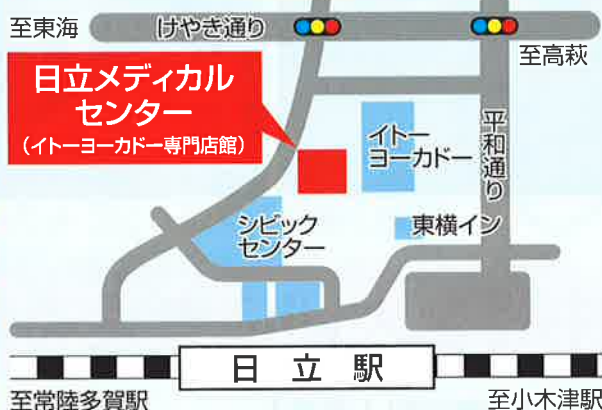 至東海
けやき通り
至高萩
日立メディカル
センター
(イトーヨーカドー専門店館)
イトー
ヨーカドー
平和通り
シビック
センター
東横イン
日立駅
至常陸多賀駅
至小木津駅